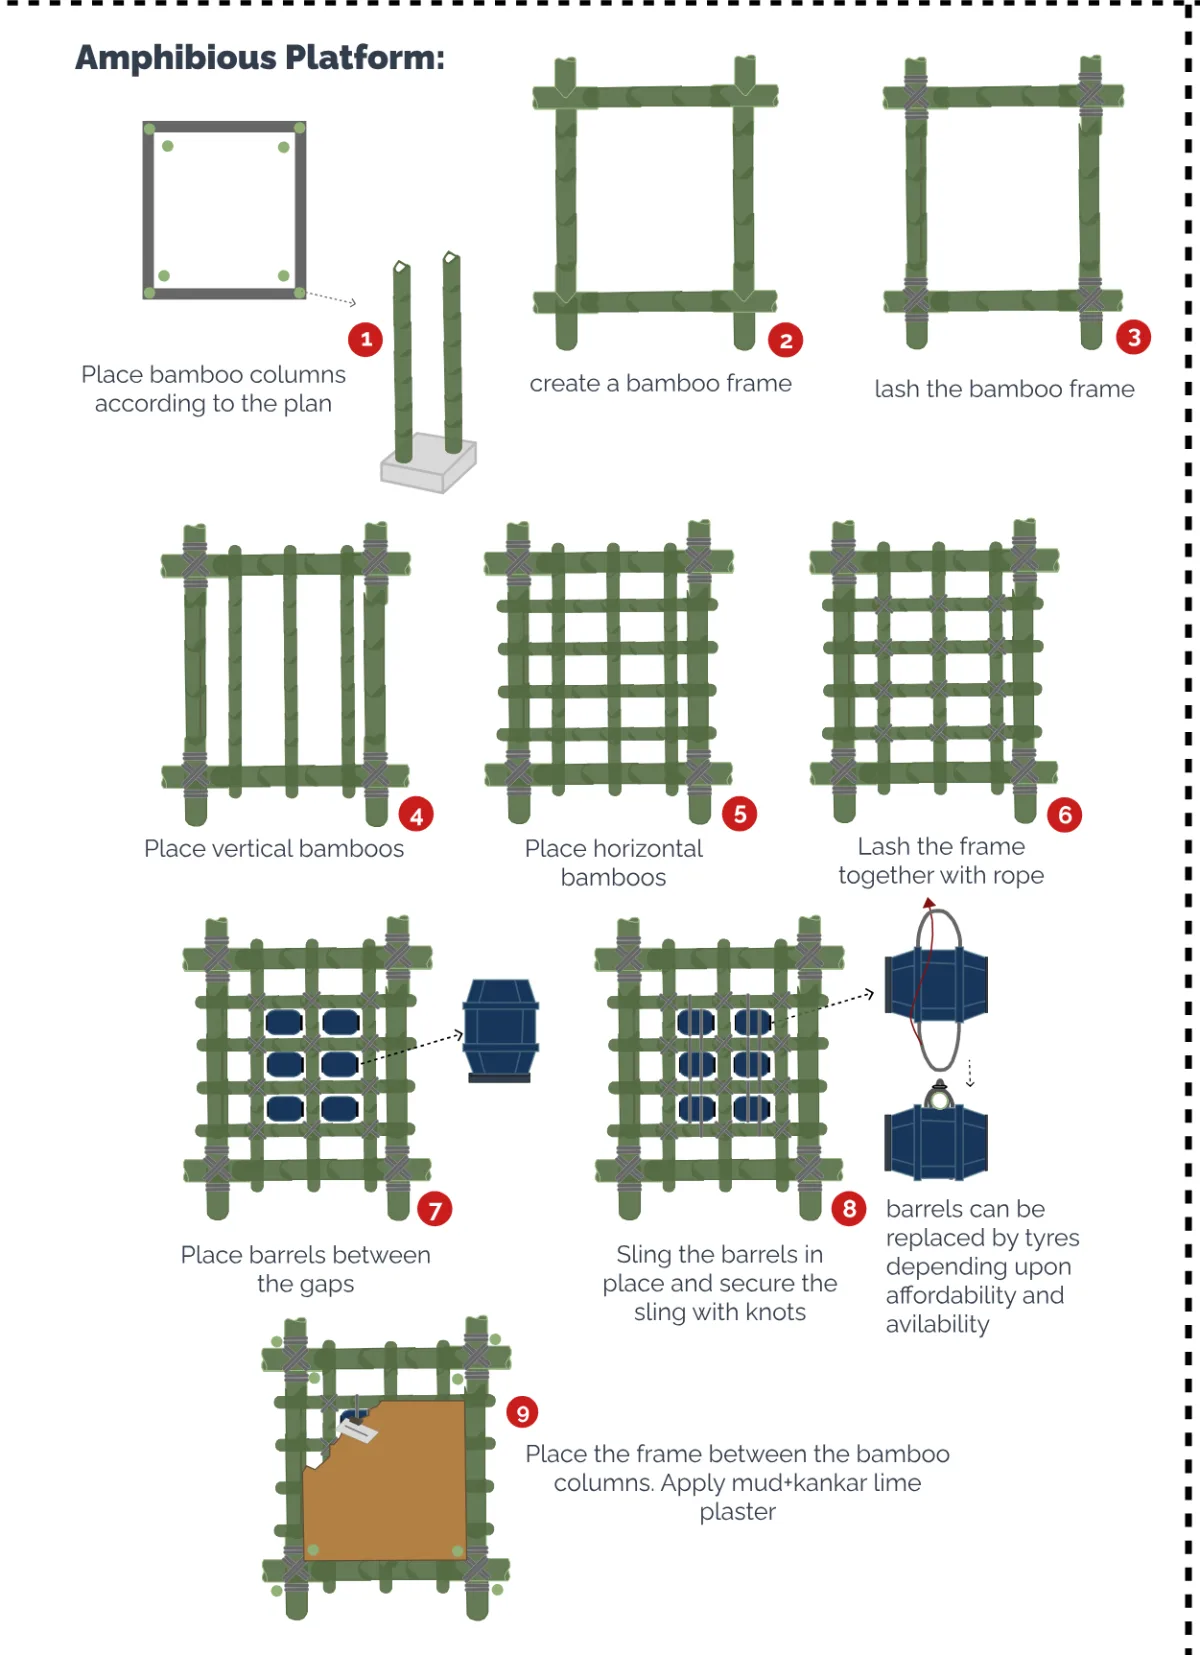 Amphibious Platform:
1
Place bamboo columns
according to the plan
2
create a bamboo frame
3
lash the bamboo frame
4
Place vertical bamboos
5
Place horizontal
bamboos
6
Lash the frame
together with rope
7
Place barrels between
the gaps
8
Sling the barrels in
place and secure the
sling with knots
barrels can be
replaced by tyres
depending upon
affordability and
avilability
9
Place the frame between the bamboo
columns. Apply mud+kankar lime
plaster